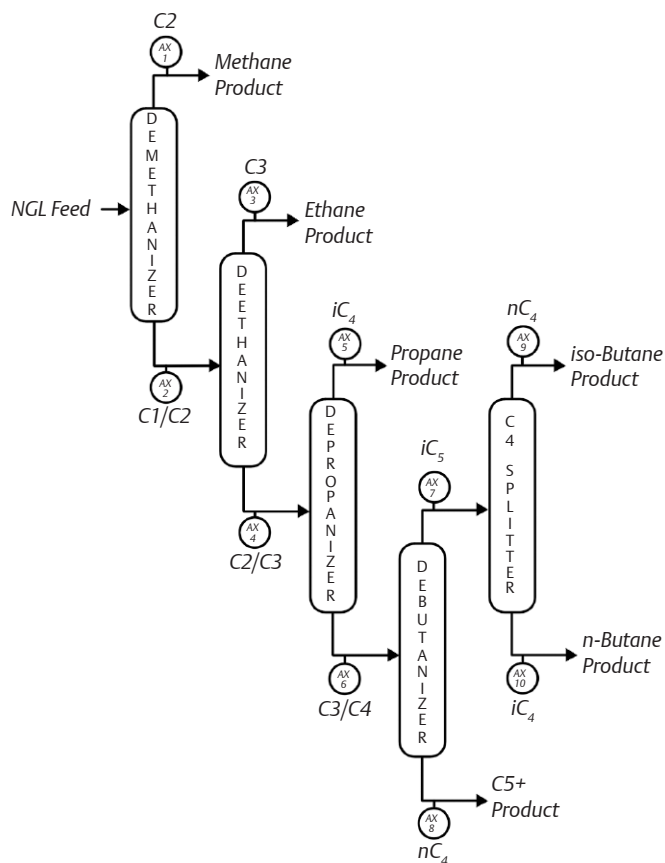 C2
AX
1
Methane
Product
DEMETHANIZER
NGL Feed
C3
AX
3
Ethane
Product
AX
2
C1/C2
DEETHANIZER
iC₄
AX
5
Propane
Product
nC₄
AX
9
iso-Butane
Product
AX
4
C2/C3
DEPROPANIZER
C4 SPLITTER
iC₅
AX
7
AX
6
C3/C4
DEBUTANIZER
n-Butane
Product
AX
10
iC₄
C5+
Product
AX
8
nC₄